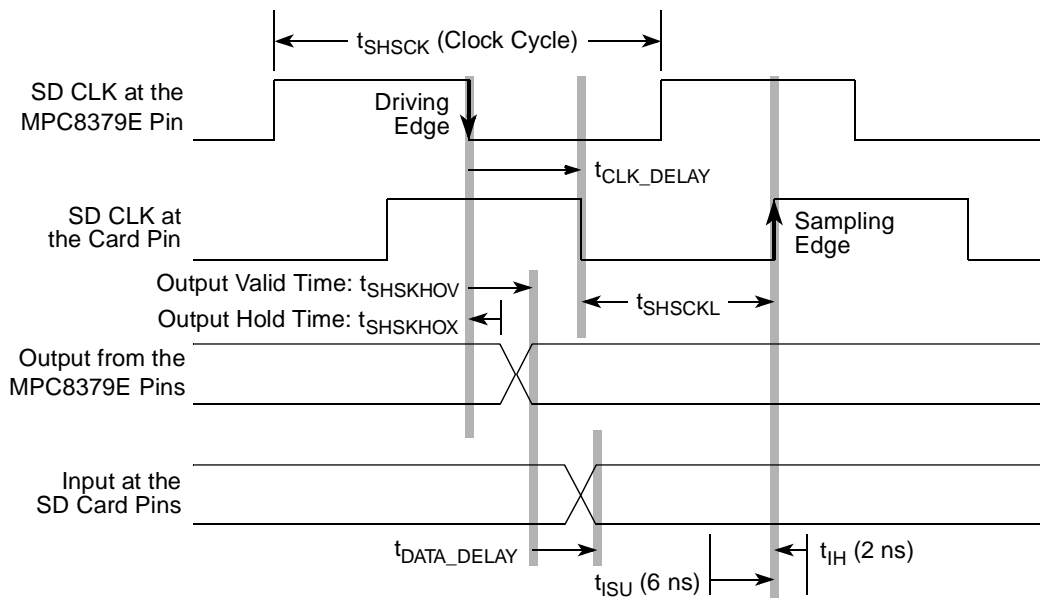 tSHSCK (Clock Cycle)
SD CLK at the
MPC8379E Pin
Driving
Edge
tCLK_DELAY
SD CLK at
the Card Pin
Sampling
Edge
Output Valid Time: tSHSKHOV
tSHSCKL
Output Hold Time: tSHSKHOX
Output from the
MPC8379E Pins
Input at the
SD Card Pins
tDATA_DELAY
tIH (2 ns)
tISU (6 ns)